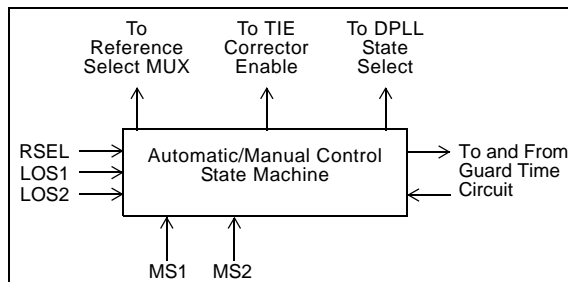 To
Reference
Select MUX
To TIE
Corrector
Enable
To DPLL
State
Select
RSEL
LOS1
LOS2
Automatic/Manual Control
State Machine
To and From
Guard Time
Circuit
MS1
MS2